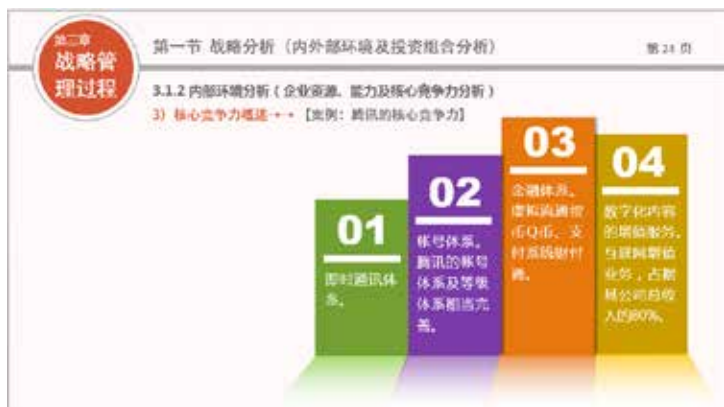 第二章
战略管
理过程
第一节 战略分析（内外部环境及投资组合分析）
第 28 页
3.1.2 内部环境分析（企业资源、能力及核心竞争力分析）
3）核心竞争力概述→→【案例：腾讯的核心竞争力】
01
即时通讯体
系。
02
帐号体系。
腾讯的帐号
体系及等级
体系相当完
善。
03
金融体系。
虚拟流通货
币Q币、支
付系统财付
通。
04
数字化内容
的增值服务。
互联网增值
业务，占据
其公司总收
入的80%。